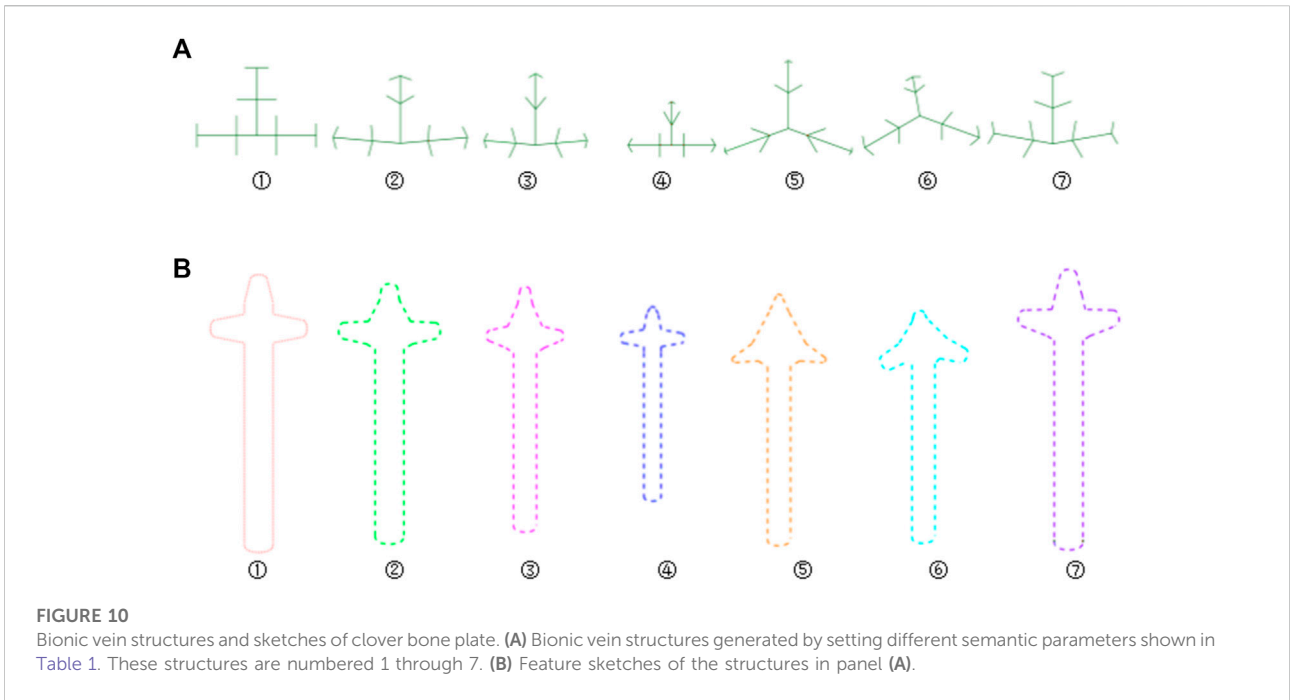 A
① ② ③ ④ ⑤ ⑥ ⑦
B
① ② ③ ④ ⑤ ⑥ ⑦
FIGURE 10
Bionic vein structures and sketches of clover bone plate. (A) Bionic vein structures generated by setting different semantic parameters shown in
Table 1. These structures are numbered 1 through 7. (B) Feature sketches of the structures in panel (A).